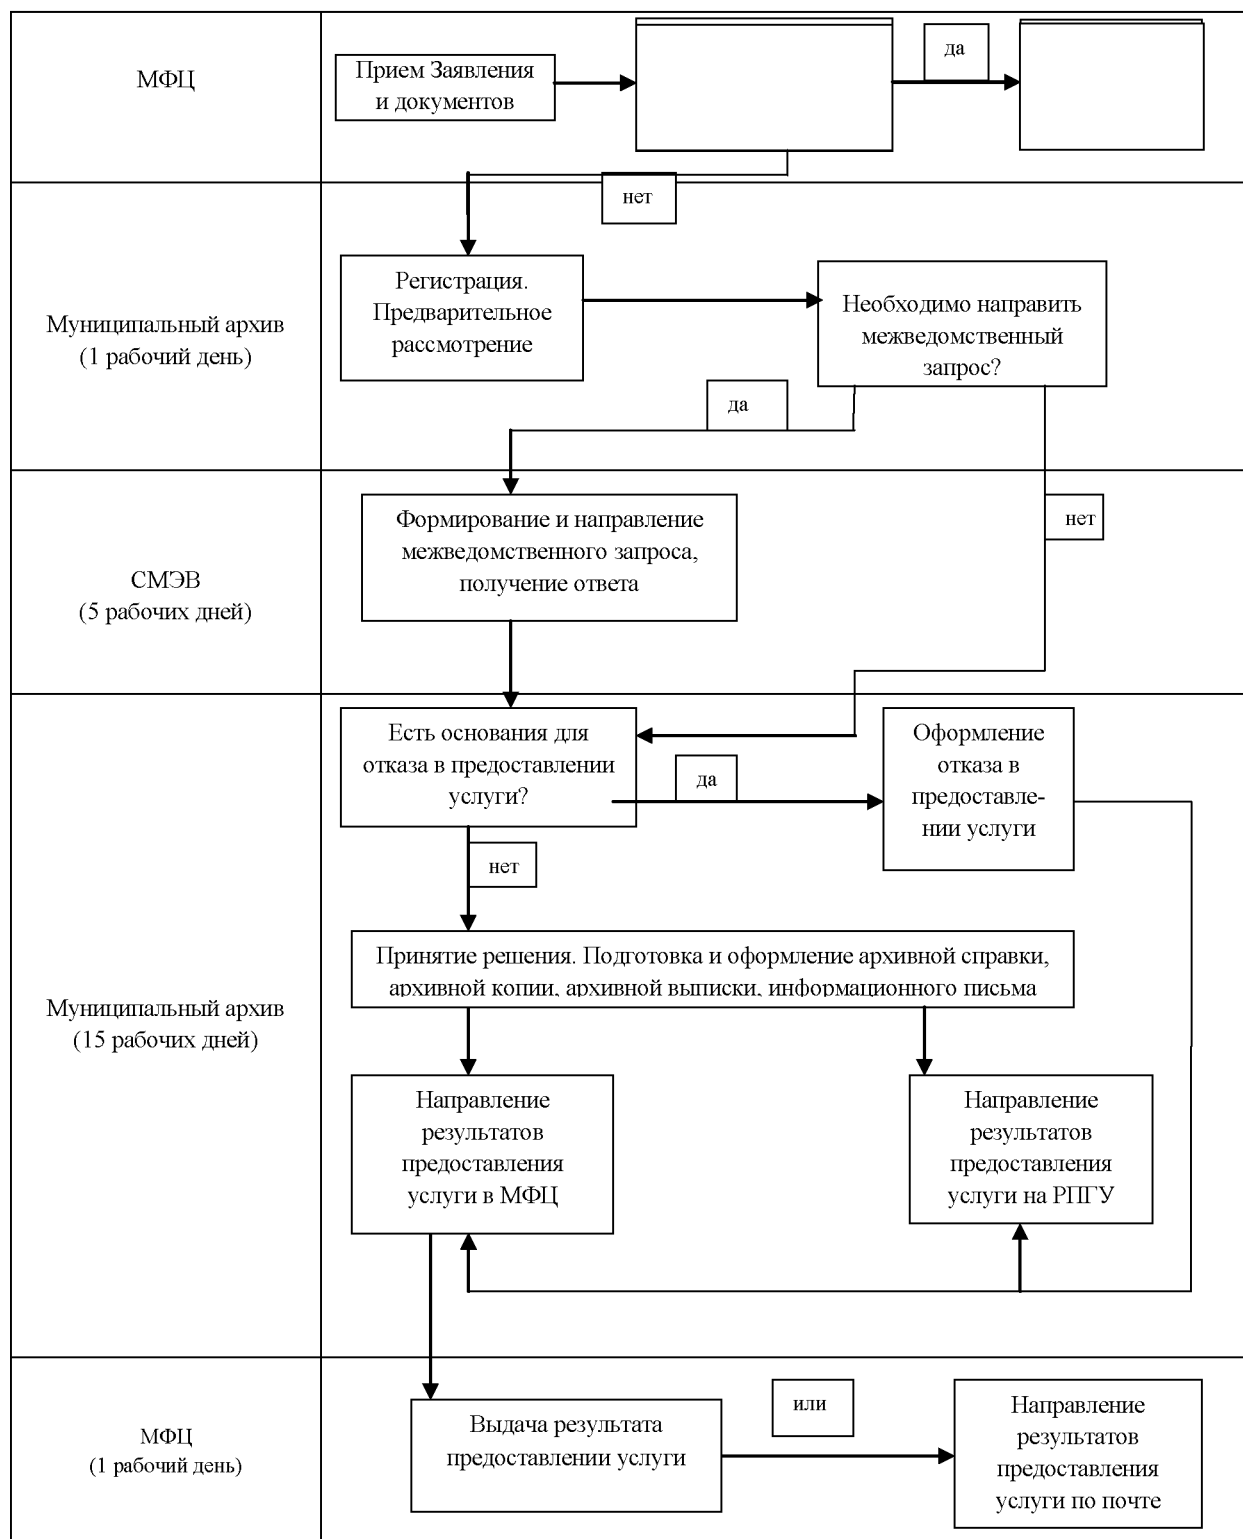 МФЦ
Прием Заявления
и документов
да
нет
Муниципальный архив
(1 рабочий день)
Регистрация.
Предварительное
рассмотрение
Необходимо направить
межведомственный
запрос?
да
нет
СМЭВ
(5 рабочих дней)
Формирование и направление
межведомственного запроса,
получение ответа
Муниципальный архив
(15 рабочих дней)
Есть основания для
отказа в предоставлении
услуги?
да
Оформление
отказа в
предоставле-
нии услуги
нет
Принятие решения. Подготовка и оформление архивной справки,
архивной копии, архивной выписки, информационного письма
Направление
результатов
предоставления
услуги в МФЦ
Направление
результатов
предоставления
услуги на РПГУ
МФЦ
(1 рабочий день)
Выдача результата
предоставлении услуги
или
Направление
результатов
предоставления
услуги по почте